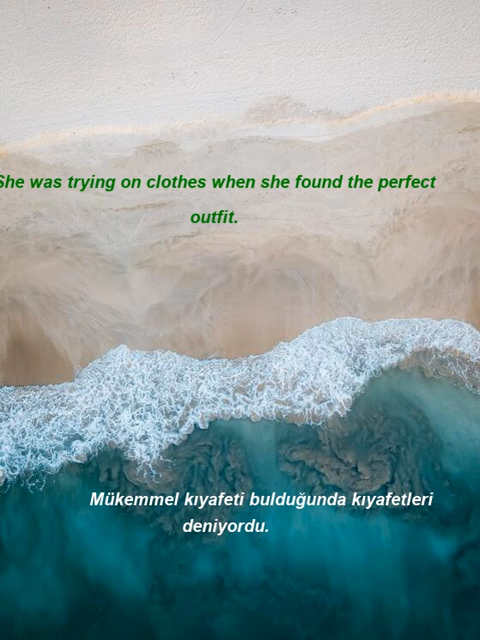 She was trying on clothes when she found the perfect
outfit.
Mükemmel kıyafeti bulduğunda kıyafetleri
deniyordu.